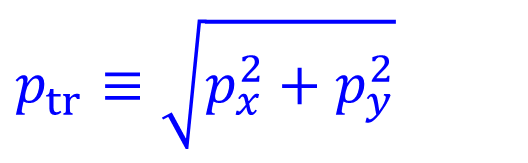 p_tr ≡ √(p_x^2 + p_y^2)